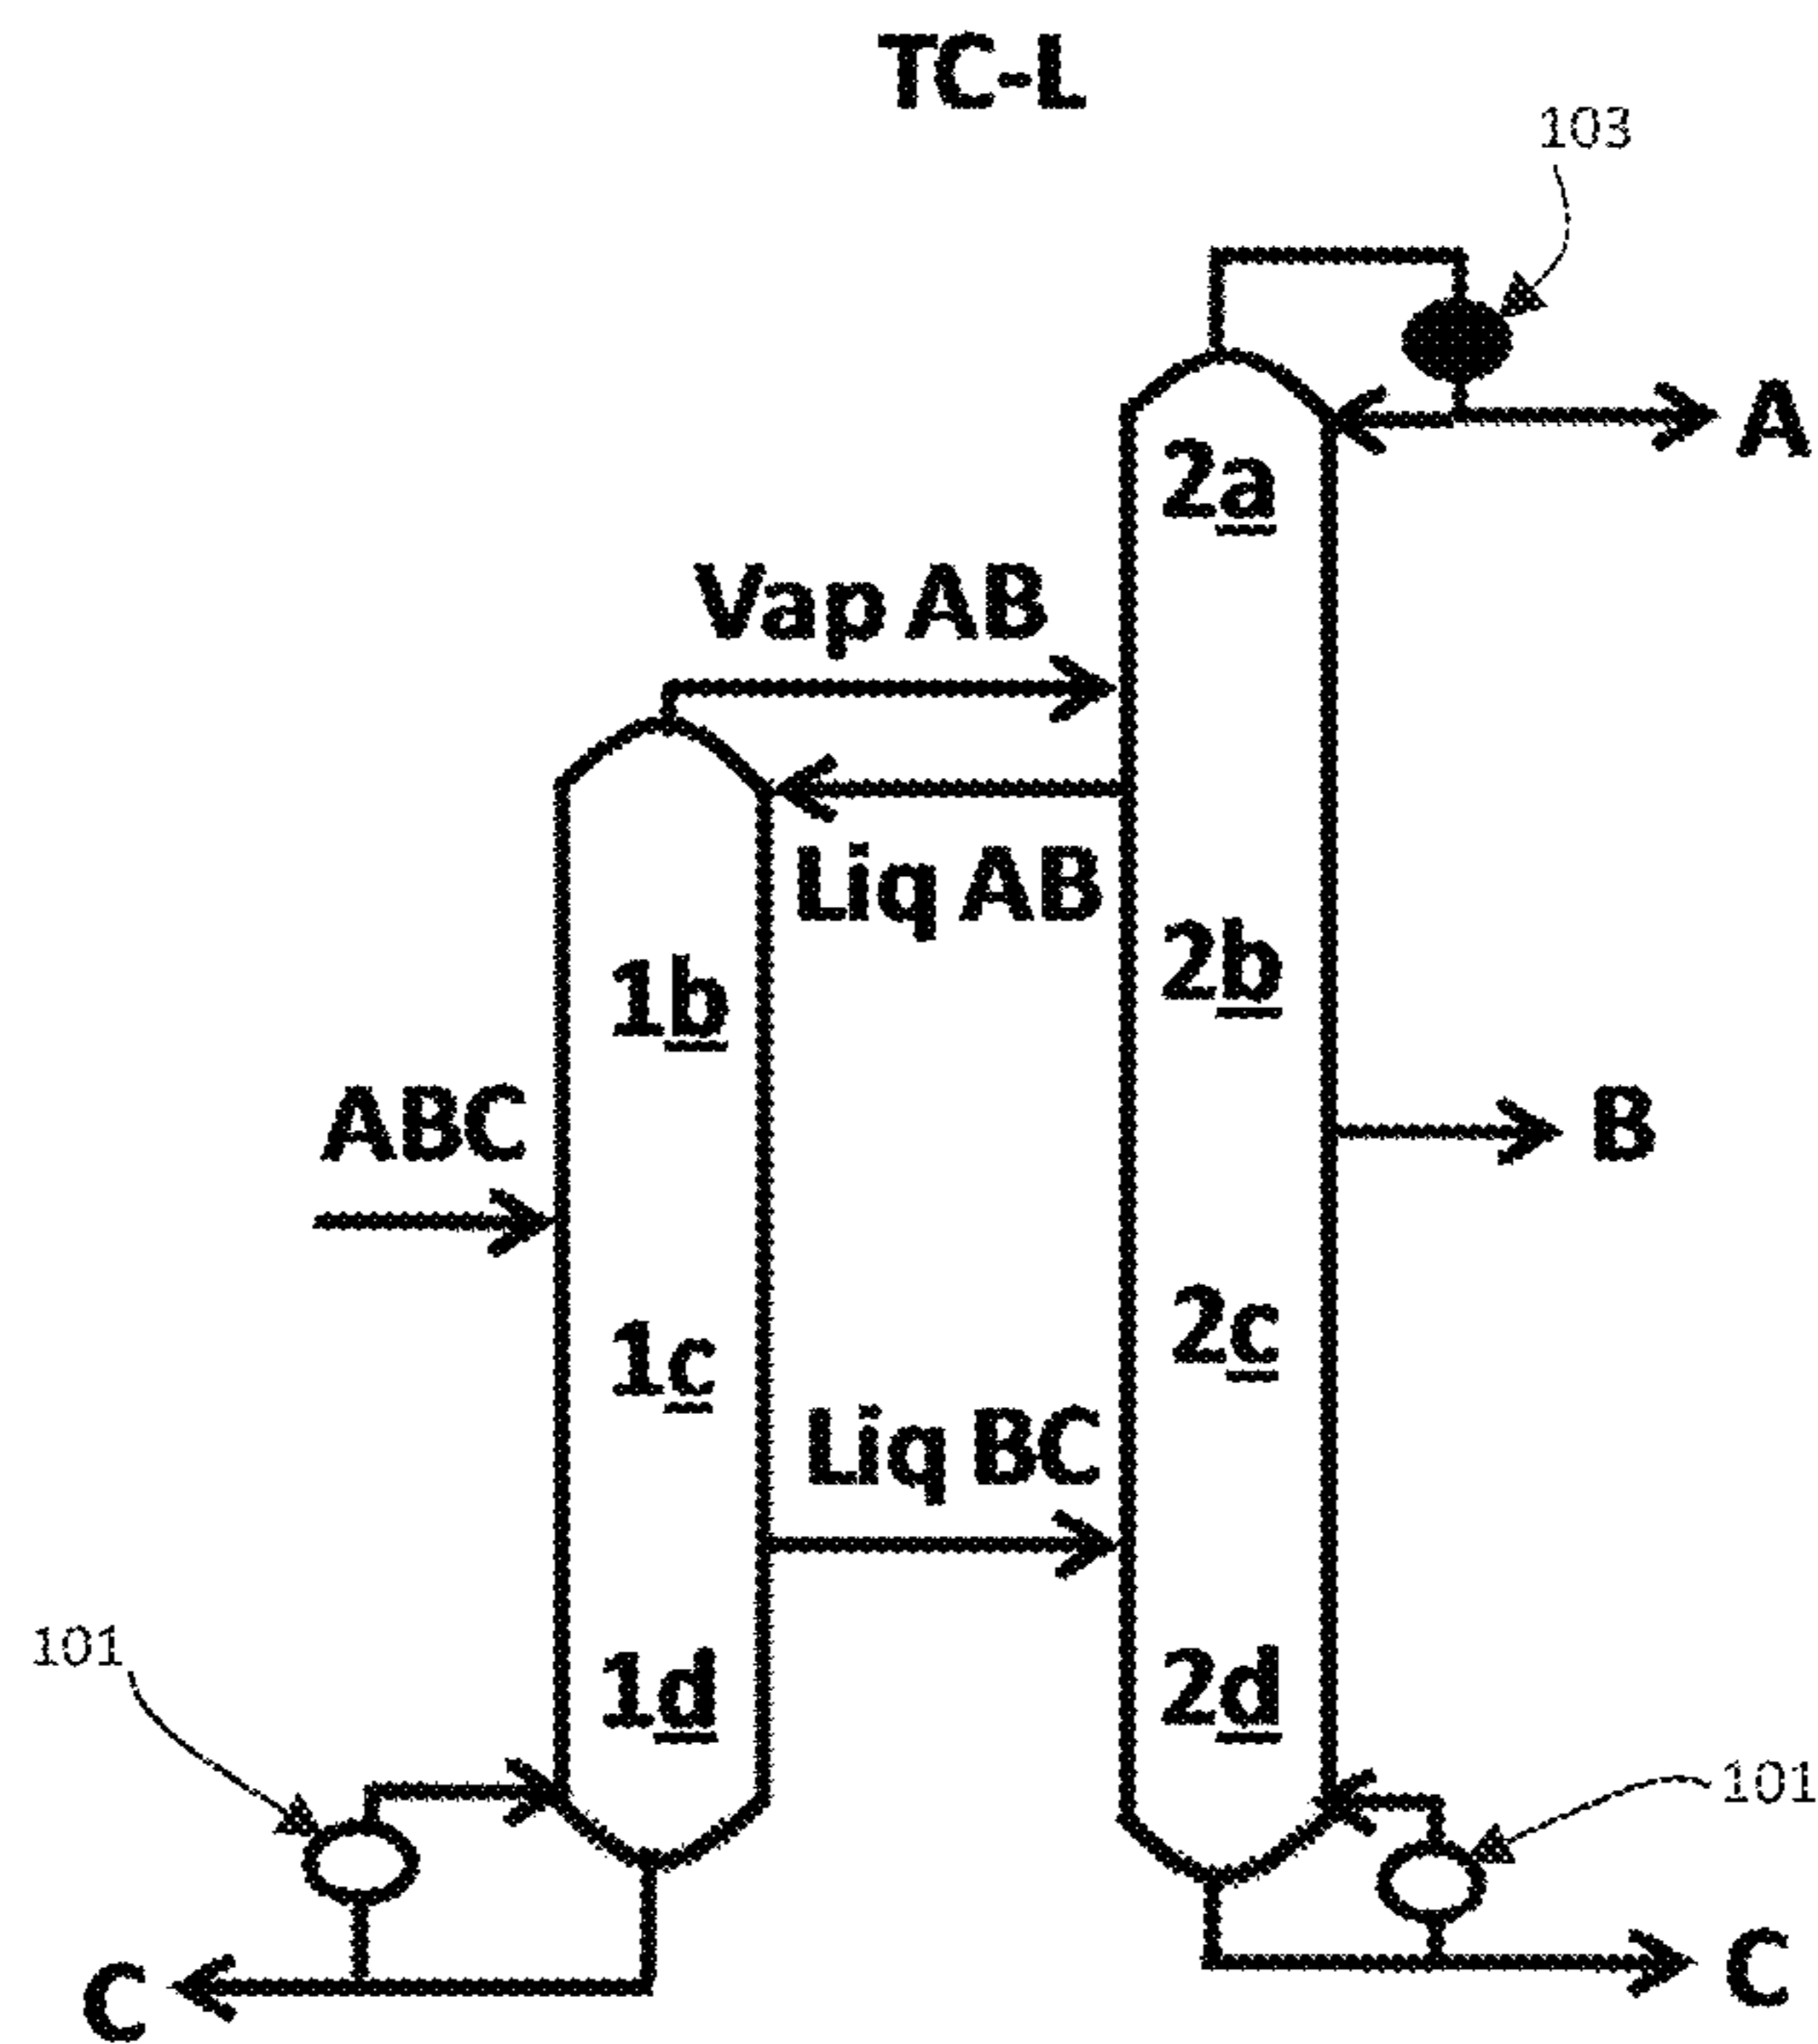 TC-L
103
A
2a
Vap AB
Liq AB
1b
2b
ABC
B
1c
2c
Liq BC
101
1d
2d
101
C
C